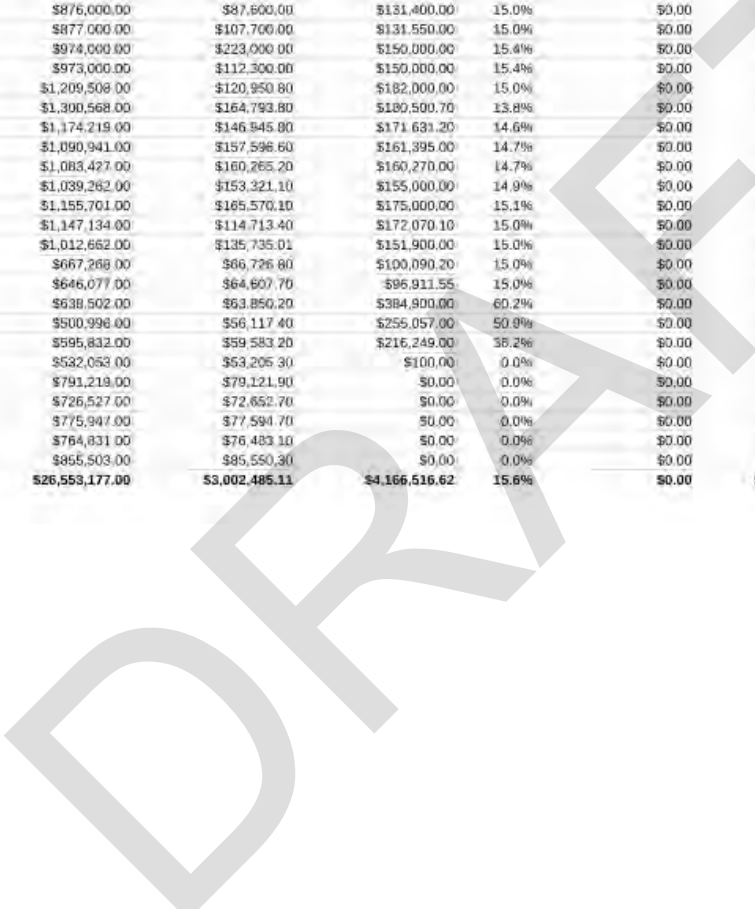 $876,000.00 $87,600.00 $131,400.00 15.0% $0.00
$877,000.00 $107,700.00 $131,550.00 15.0% $0.00
$974,000.00 $223,000.00 $150,000.00 15.4% $0.00
$973,000.00 $112,300.00 $150,000.00 15.4% $0.00
$1,209,508.00 $120,950.80 $182,000.00 15.0% $0.00
$1,300,568.00 $164,793.80 $180,500.70 13.8% $0.00
$1,174,219.00 $146,945.80 $171,631.20 14.6% $0.00
$1,090,941.00 $157,596.60 $161,395.00 14.7% $0.00
$1,083,427.00 $160,265.20 $160,270.00 14.7% $0.00
$1,039,262.00 $153,321.10 $155,000.00 14.9% $0.00
$1,155,701.00 $165,570.10 $175,000.00 15.1% $0.00
$1,147,134.00 $114,713.40 $172,070.10 15.0% $0.00
$1,012,662.00 $135,735.01 $151,900.00 15.0% $0.00
$667,268.00 $66,726.80 $100,090.20 15.0% $0.00
$646,077.00 $64,607.70 $96,911.55 15.0% $0.00
$638,502.00 $63,850.20 $384,900.00 60.2% $0.00
$500,996.00 $56,117.40 $255,057.00 50.9% $0.00
$595,832.00 $59,583.20 $216,249.00 36.2% $0.00
$532,053.00 $53,205.30 $100.00 0.0% $0.00
$791,219.00 $79,121.90 $0.00 0.0% $0.00
$726,527.00 $72,652.70 $0.00 0.0% $0.00
$775,947.00 $77,594.70 $0.00 0.0% $0.00
$764,831.00 $76,483.10 $0.00 0.0% $0.00
$855,503.00 $85,550.30 $0.00 0.0% $0.00
$26,553,177.00 $3,002,485.11 $4,166,516.62 15.6% $0.00
DRAF